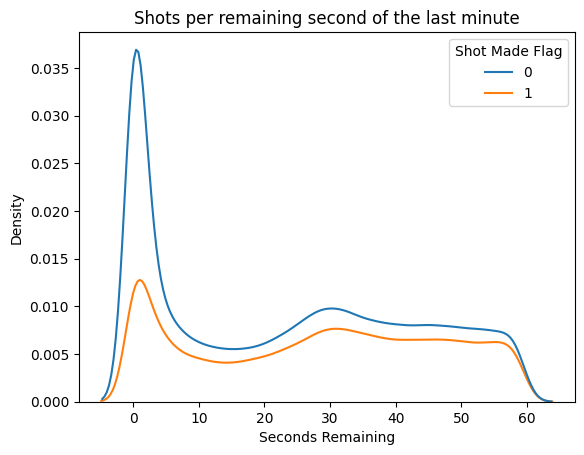 Shots per remaining second of the last minute
Shot Made Flag
0
1
Density
0.035
0.030
0.025
0.020
0.015
0.010
0.005
0.000
0 10 20 30 40 50 60
Seconds Remaining